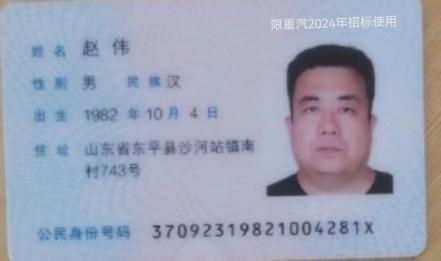 限重汽2024年招标使用
姓名 赵伟
性别 男 民族 汉
出生 1982 年 10 月 4 日
住址 山东省东平县沙河站镇南
村743号
公民身份号码 37092319821004281X